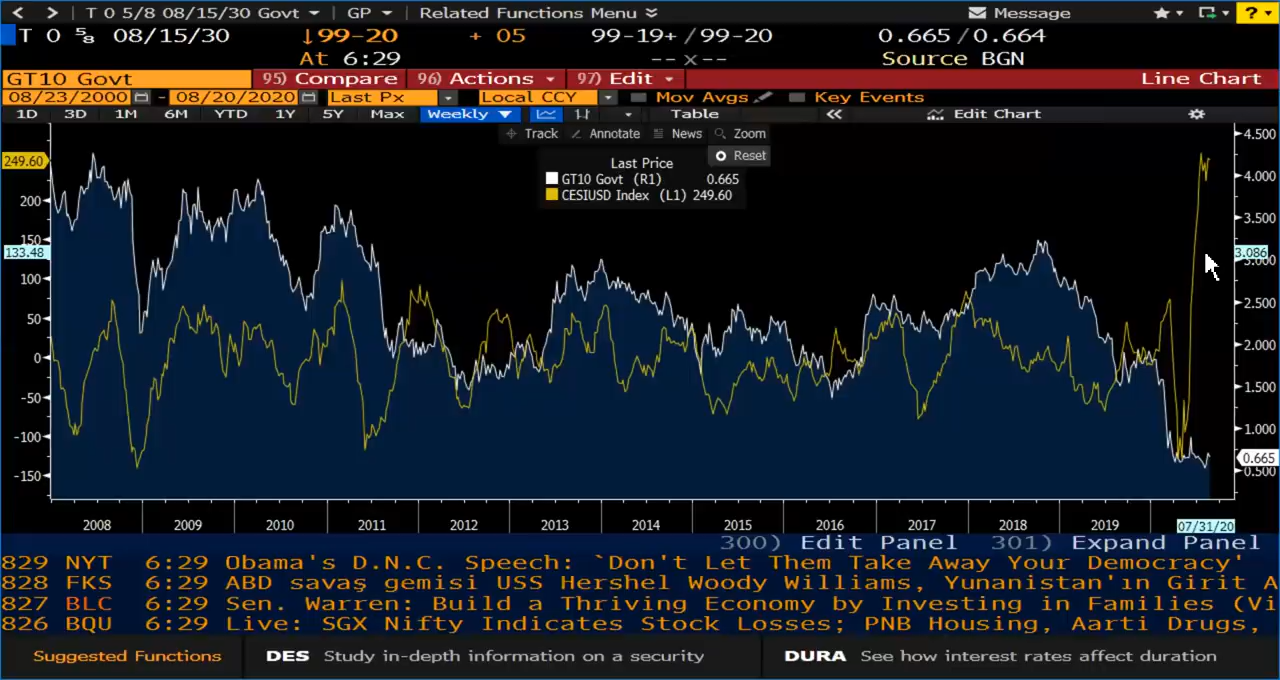 T 0 5/8 08/15/30 Govt GP Related Functions Menu Message ?
T 0 ⅝ 08/15/30 ↓99-20 + 05 99-19+/99-20 0.665/0.664
At 6:29 --x-- Source BGN
GT10 Govt 95) Compare 96) Actions 97) Edit Line Chart
08/23/2000 - 08/20/2020 Last Px Local CCY Mov Avgs Key Events
1D 3D 1M 6M YTD 1Y 5Y Max Weekly Table Edit Chart
Track Annotate News Zoom
Reset
Last Price
GT10 Govt (R1) 0.665
CESIUSD Index (L1) 249.60
249.60
200
150
133.48
100
50
0
-50
-100
-150
4.500
4.000
3.500
3.086
3.000
2.500
2.000
1.500
1.000
0.665
0.500
2008 2009 2010 2011 2012 2013 2014 2015 2016 2017 2018 2019 07/31/20
300) Edit Panel 301) Expand Panel
829 NYT 6:29 Obama's D.N.C. Speech: `Don't Let Them Take Away Your Democracy'
828 FKS 6:29 ABD savaş gemisi USS Hershel Woody Williams, Yunanistan'ın Girit A
827 BLC 6:29 Sen. Warren: Build a Thriving Economy by Investing in Families (Vi
826 BQU 6:29 Live: SGX Nifty Indicates Stock Losses; PNB Housing, Aarti Drugs,
Suggested Functions DES Study in-depth information on a security DURA See how interest rates affect duration